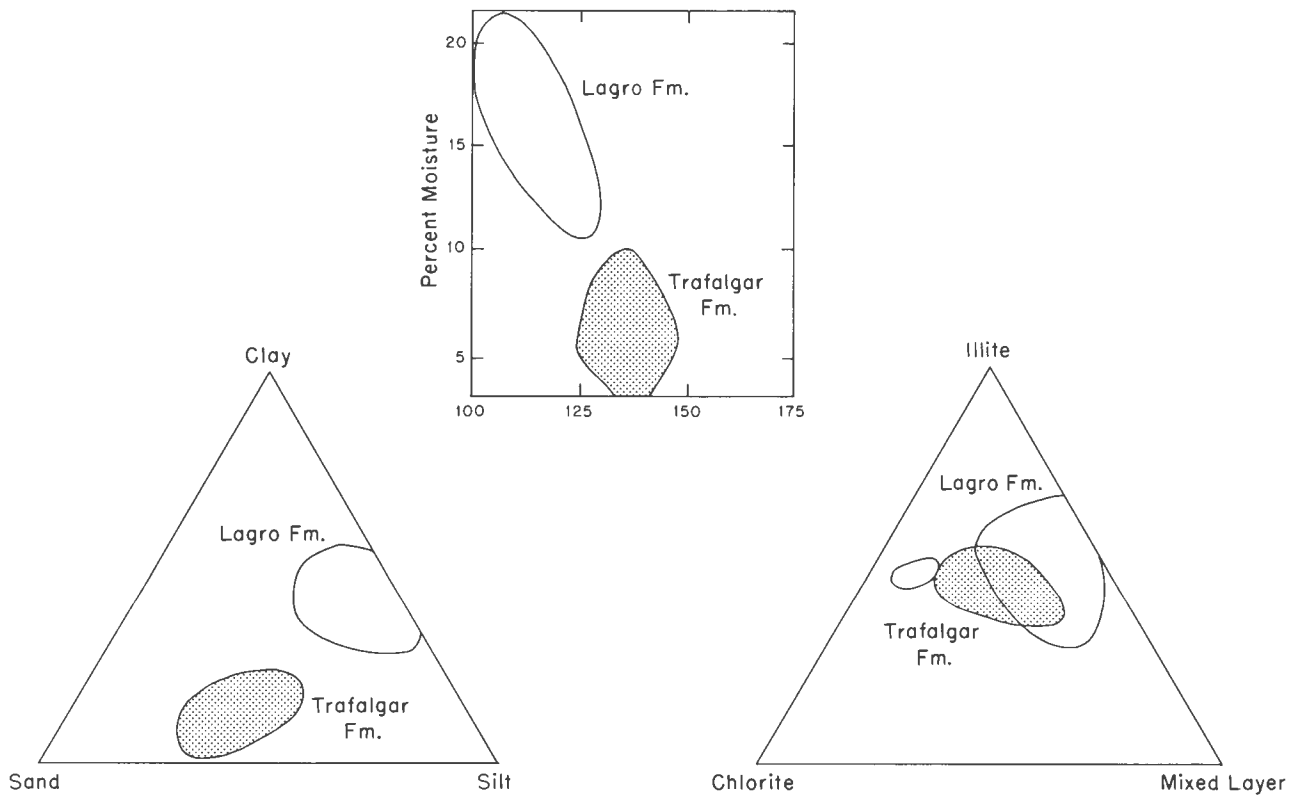 20
15
10
5
Percent Moisture
Lagro Fm.
Trafalgar
Fm.
100 125 150 175
Clay
Lagro Fm.
Trafalgar
Fm.
Sand Silt
Illite
Lagro Fm.
Trafalgar
Fm.
Chlorite Mixed Layer